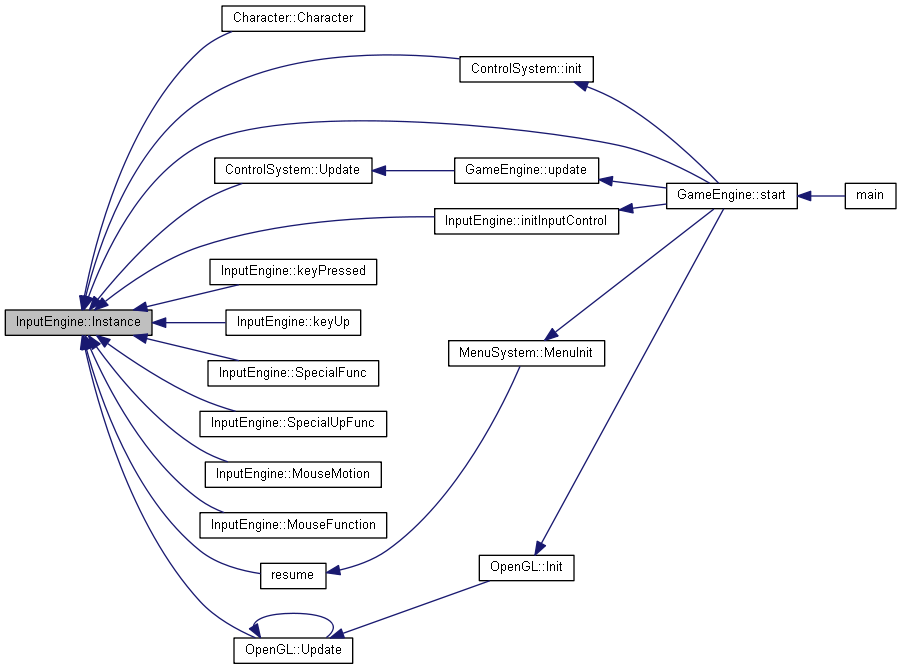 Character::Character
ControlSystem::init
ControlSystem::Update
GameEngine::update
GameEngine::start
main
InputEngine::initInputControl
InputEngine::keyPressed
InputEngine::Instance
InputEngine::keyUp
MenuSystem::MenuInit
InputEngine::SpecialFunc
InputEngine::SpecialUpFunc
InputEngine::MouseMotion
InputEngine::MouseFunction
OpenGL::Init
resume
OpenGL::Update